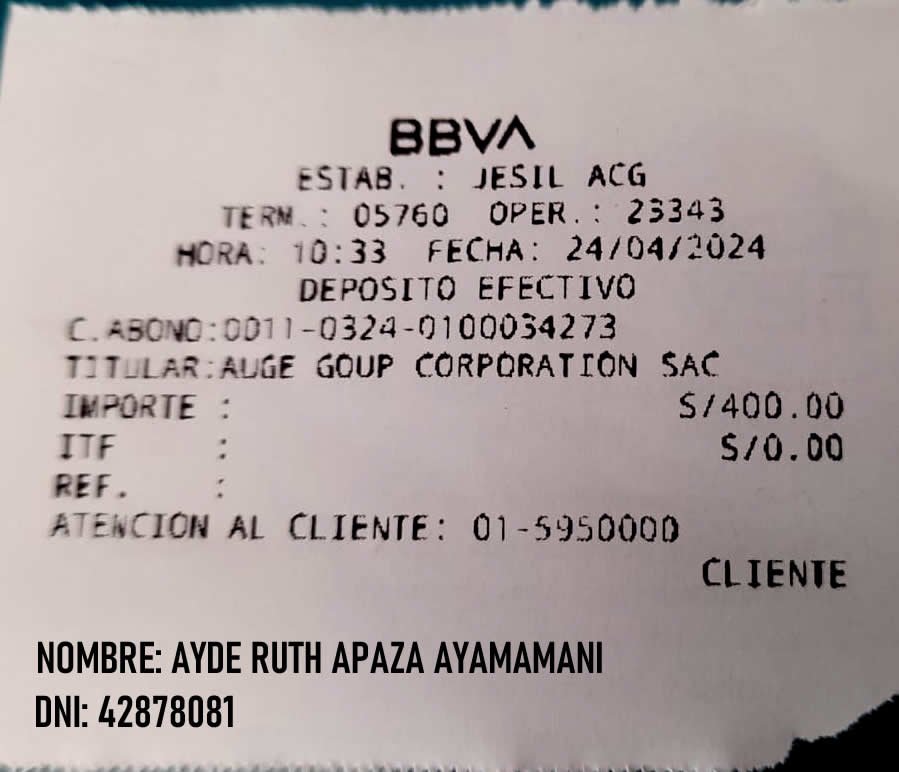 BBVA
ESTAB. : JESIL ACG
TERM.: 05760 OPER.: 23343
HORA: 10:33 FECHA: 24/04/2024
DEPOSITO EFECTIVO
C.ABONO:0011-0324-0100034273
TITULAR:AUGE GOUP CORPORATION SAC
IMPORTE : S/400.00
ITF : S/0.00
REF. :
ATENCION AL CLIENTE: 01-5950000
CLIENTE
NOMBRE: AYDE RUTH APAZA AYAMAMANI
DNI: 42878081